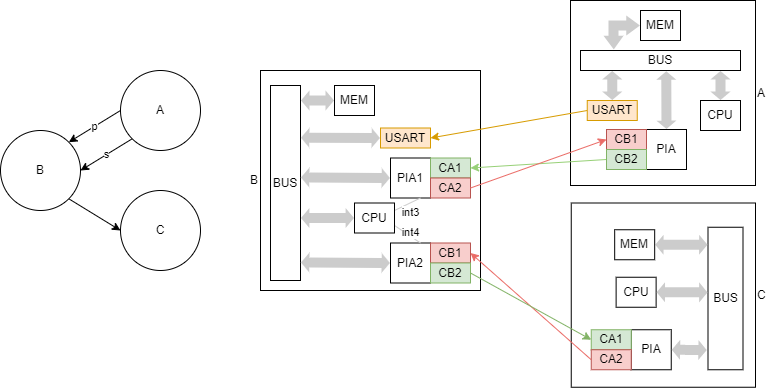 A
p
s
B
C
B
BUS
MEM
USART
PIA1
CA1
CA2
int3
CPU
int4
PIA2
CB1
CB2
A
MEM
BUS
USART
CPU
CB1
CB2
PIA
C
MEM
CPU
BUS
CA1
CA2
PIA